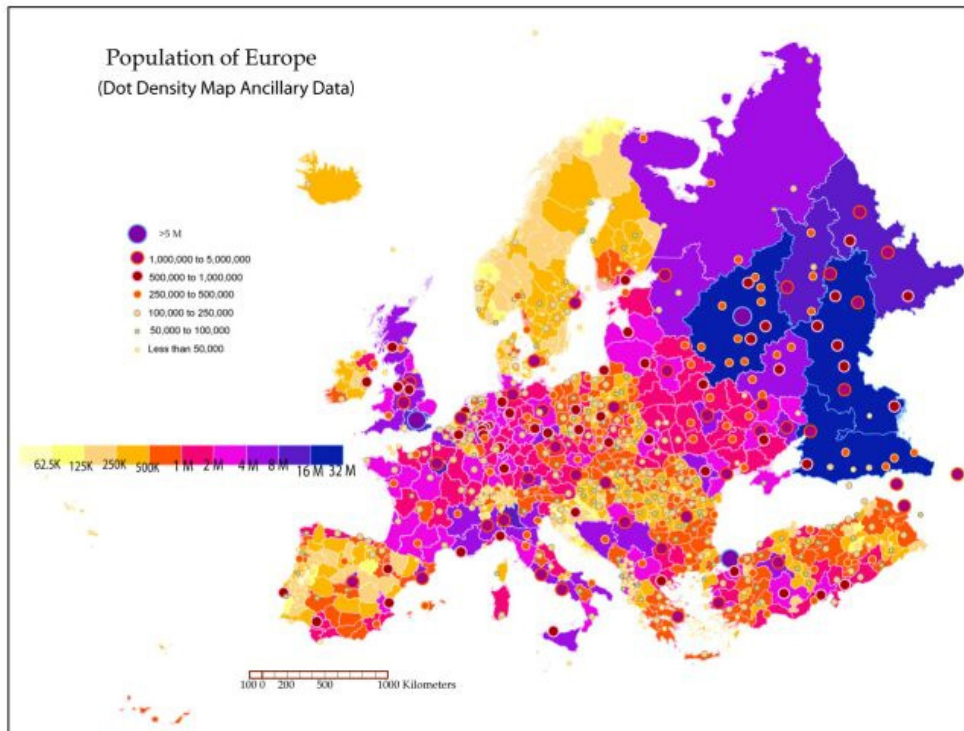 Population of Europe
(Dot Density Map Ancillary Data)
>5 M
1,000,000 to 5,000,000
500,000 to 1,000,000
250,000 to 500,000
100,000 to 250,000
50,000 to 100,000
Less than 50,000
62.5K 125K 250K 500K 1 M 2 M 4 M 8 M 16 M 32 M
100 0 200 500 1000 Kilometers